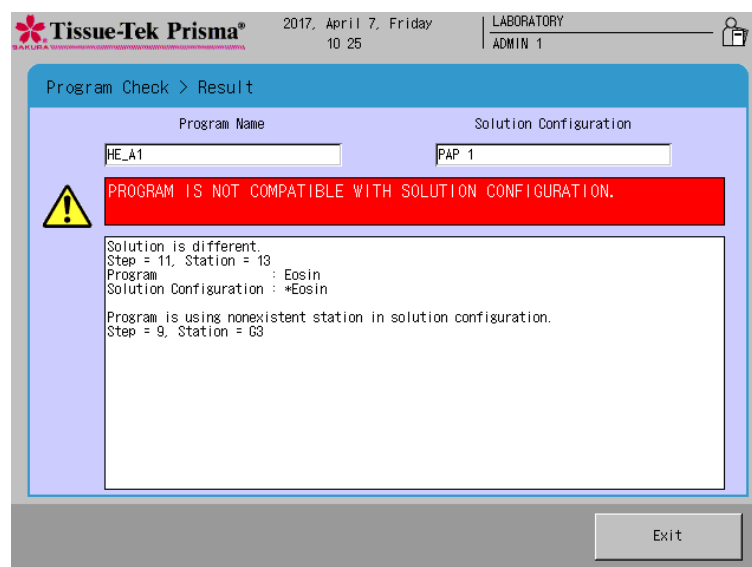 Tissue-Tek Prisma®
SAKURA
2017, April 7, Friday
10 25
LABORATORY
ADMIN 1
Program Check > Result
Program Name
Solution Configuration
HE_A1
PAP 1
PROGRAM IS NOT COMPATIBLE WITH SOLUTION CONFIGURATION.
Solution is different.
Step = 11, Station = 13
Program : Eosin
Solution Configuration : *Eosin
Program is using nonexistent station in solution configuration.
Step = 9, Station = G3
Exit